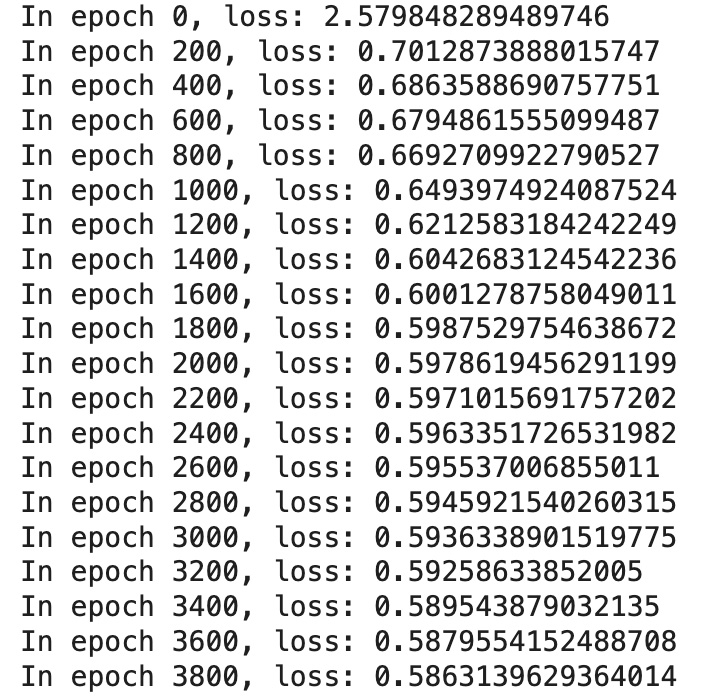 In epoch 0, loss: 2.579848289489746
In epoch 200, loss: 0.7012873888015747
In epoch 400, loss: 0.6863588690757751
In epoch 600, loss: 0.6794861555099487
In epoch 800, loss: 0.6692709922790527
In epoch 1000, loss: 0.6493974924087524
In epoch 1200, loss: 0.6212583184242249
In epoch 1400, loss: 0.6042683124542236
In epoch 1600, loss: 0.6001278758049011
In epoch 1800, loss: 0.5987529754638672
In epoch 2000, loss: 0.5978619456291199
In epoch 2200, loss: 0.5971015691757202
In epoch 2400, loss: 0.5963351726531982
In epoch 2600, loss: 0.595537006855011
In epoch 2800, loss: 0.5945921540260315
In epoch 3000, loss: 0.5936338901519775
In epoch 3200, loss: 0.59258633852005
In epoch 3400, loss: 0.589543879032135
In epoch 3600, loss: 0.5879554152488708
In epoch 3800, loss: 0.5863139629364014